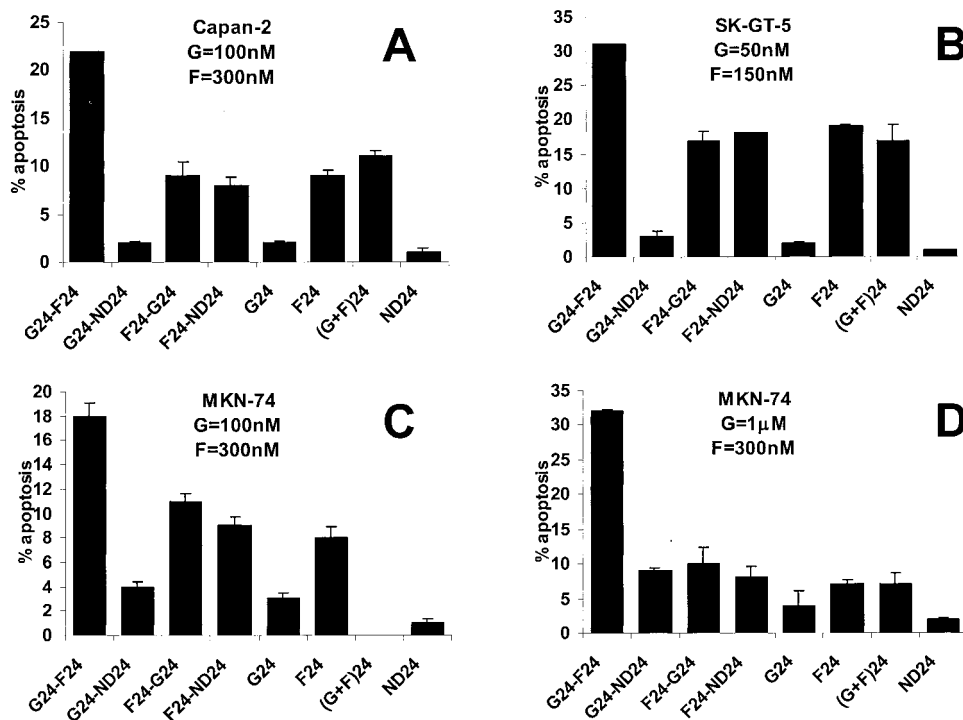 Capan-2
G=100nM
F=300nM
A
% apoptosis
25
20
15
10
5
0
G24-F24
G24-ND24
F24-G24
F24-ND24
G24
F24
(G+F)24
ND24
SK-GT-5
G=50nM
F=150nM
B
% apoptosis
35
30
25
20
15
10
5
0
G24-F24
G24-ND24
F24-G24
F24-ND24
G24
F24
(G+F)24
ND24
MKN-74
G=100nM
F=300nM
C
% apoptosis
20
18
16
14
12
10
8
6
4
2
0
G24-F24
G24-ND24
F24-G24
F24-ND24
G24
F24
(G+F)24
ND24
MKN-74
G=1μM
F=300nM
D
% apoptosis
35
30
25
20
15
10
5
0
G24-F24
G24-ND24
F24-G24
F24-ND24
G24
F24
(G+F)24
ND24